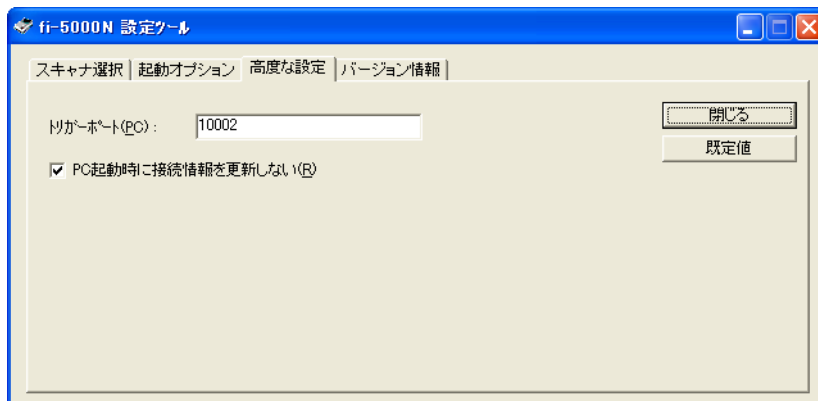 fi-5000N 設定ツール
スキャナ選択 起動オプション 高度な設定 バージョン情報
トリガーポート(PC): 10002
閉じる
既定値
PC起動時に接続情報を更新しない(R)